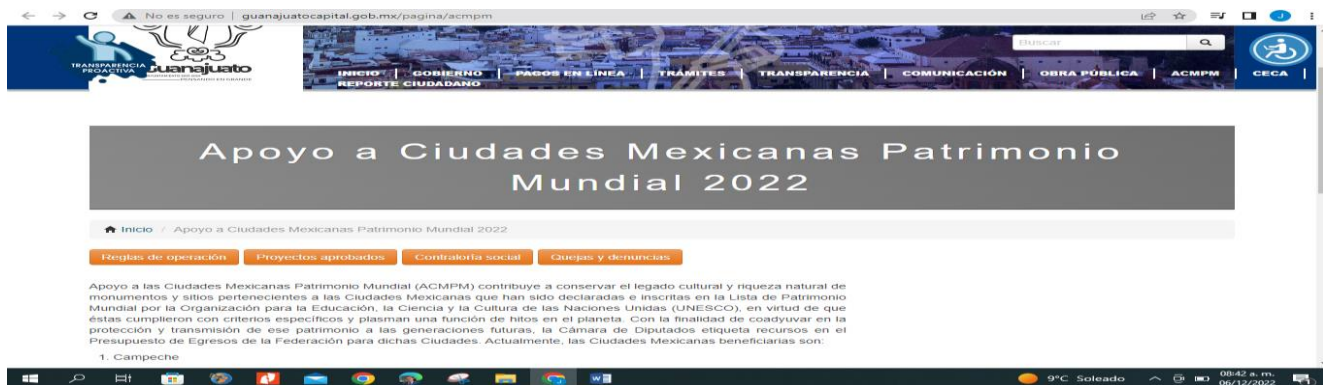 No es seguro | guanajuatocapital.gob.mx/pagina/acmpm
TRANSPARENCIA
PROACTIVA
Guanajuato
Buscar
INICIO | GOBIERNO | PAGOS EN LÍNEA | TRÁMITES | TRANSPARENCIA | COMUNICACIÓN | OBRA PÚBLICA | ACMPM | CECA |
REPORTE CIUDADANO
Apoyo a Ciudades Mexicanas Patrimonio
Mundial 2022
Inicio / Apoyo a Ciudades Mexicanas Patrimonio Mundial 2022
Reglas de operación Proyectos aprobados Contraloría social Quejas y denuncias
Apoyo a las Ciudades Mexicanas Patrimonio Mundial (ACMPM) contribuye a conservar el legado cultural y riqueza natural de
monumentos y sitios pertenecientes a las Ciudades Mexicanas que han sido declaradas e inscritas en la Lista de Patrimonio
Mundial por la Organización para la Educación, la Ciencia y la Cultura de las Naciones Unidas (UNESCO), en virtud de que
éstas cumplieron con criterios específicos y plasman una función de hitos en el planeta. Con la finalidad de coadyuvar en la
protección y transmisión de ese patrimonio a las generaciones futuras, la Cámara de Diputados etiqueta recursos en el
Presupuesto de Egresos de la Federación para dichas Ciudades. Actualmente, las Ciudades Mexicanas beneficiarias son:
1. Campeche
9°C Soleado
08:42 a. m.
06/12/2022